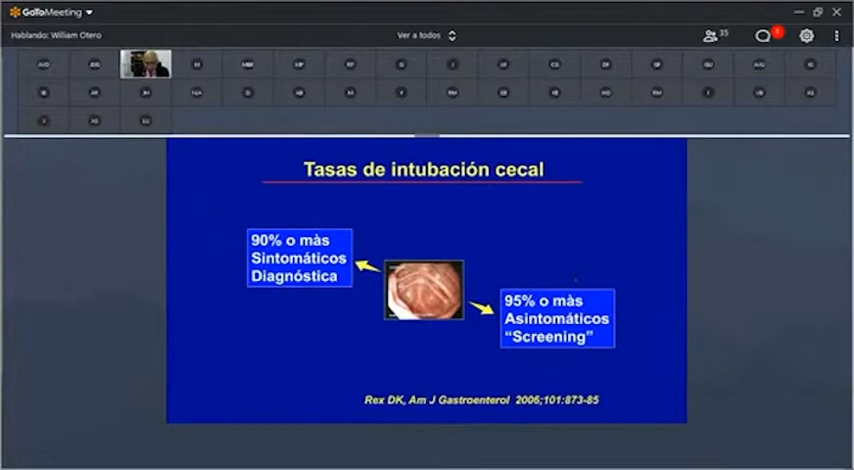 GoToMeeting
Hablando: William Otero
Ver a todos
35
1
Tasas de intubación cecal
90% o màs
Sintomáticos
Diagnóstica
95% o màs
Asintomáticos
“Screening”
Rex DK, Am J Gastroenterol 2006;101:873-85